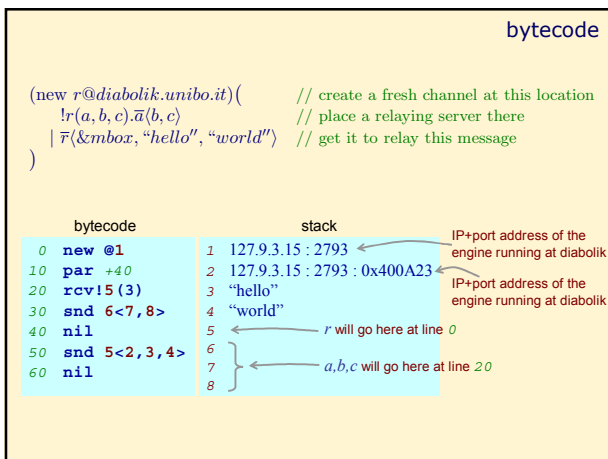 bytecode
(new r@diabolik.unibo.it)( // create a fresh channel at this location
!r(a, b, c).a̅⟨b, c⟩ // place a relaying server there
| r̅⟨&mbox, “hello″, “world″⟩ // get it to relay this message
)
bytecode stack
0 new @1 1 127.9.3.15 : 2793 IP+port address of the
engine running at diabolik
10 par +40 2 127.9.3.15 : 2793 : 0x400A23 IP+port address of the
engine running at diabolik
20 rcv!5(3) 3 “hello”
30 snd 6<7,8> 4 “world”
40 nil 5 r will go here at line 0
50 snd 5<2,3,4> 6
60 nil 7 a,b,c will go here at line 20
8